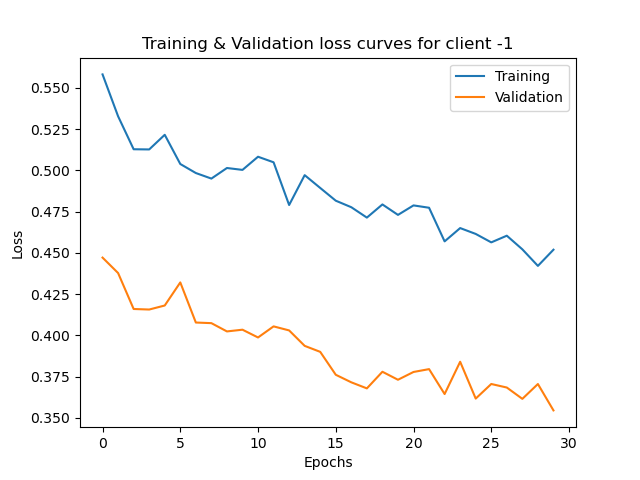 Training & Validation loss curves for client -1
Training
Validation
0.550
0.525
0.500
0.475
0.450
0.425
0.400
0.375
0.350
Loss
0 5 10 15 20 25 30
Epochs